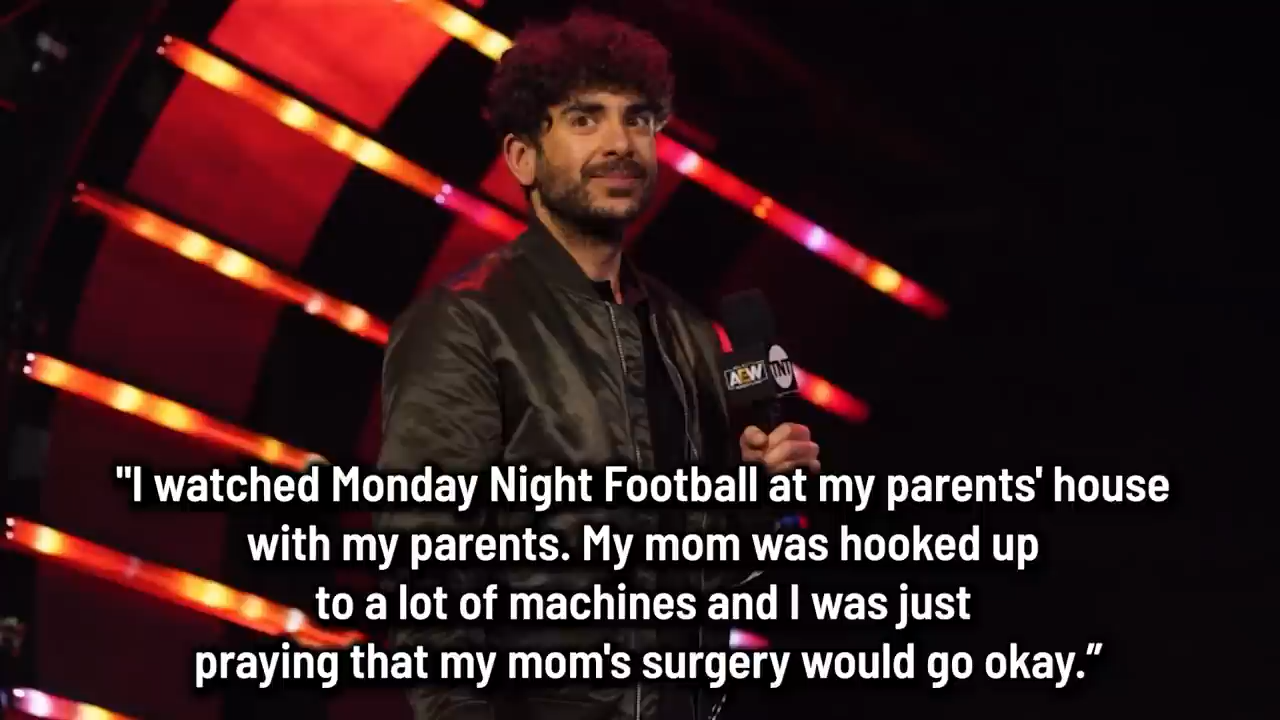 AEW
TNT
"I watched Monday Night Football at my parents' house
with my parents. My mom was hooked up
to a lot of machines and I was just
praying that my mom's surgery would go okay.”